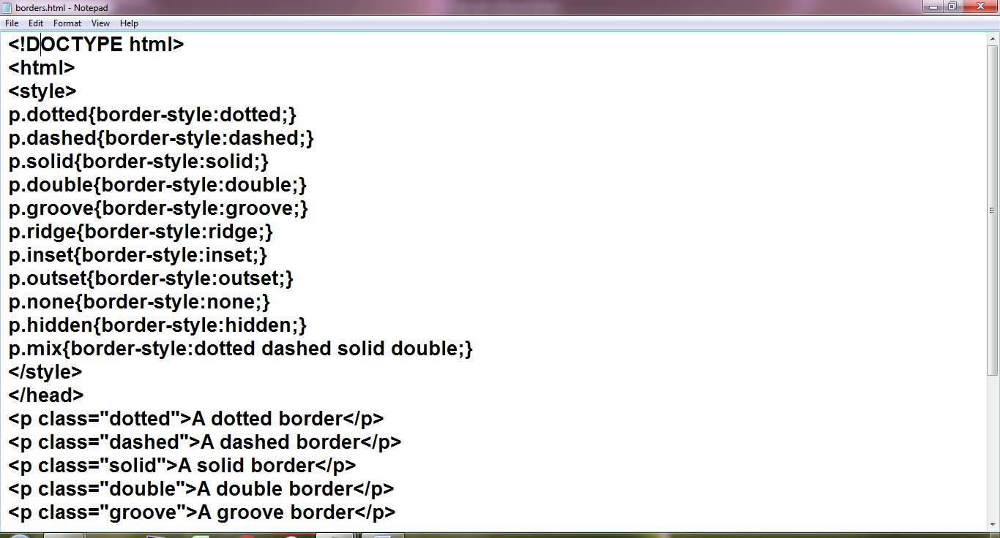 borders.html - Notepad
File Edit Format View Help
<!DOCTYPE html>
<html>
<style>
p.dotted{border-style:dotted;}
p.dashed{border-style:dashed;}
p.solid{border-style:solid;}
p.double{border-style:double;}
p.groove{border-style:groove;}
p.ridge{border-style:ridge;}
p.inset{border-style:inset;}
p.outset{border-style:outset;}
p.none{border-style:none;}
p.hidden{border-style:hidden;}
p.mix{border-style:dotted dashed solid double;}
</style>
</head>
<p class="dotted">A dotted border</p>
<p class="dashed">A dashed border</p>
<p class="solid">A solid border</p>
<p class="double">A double border</p>
<p class="groove">A groove border</p>